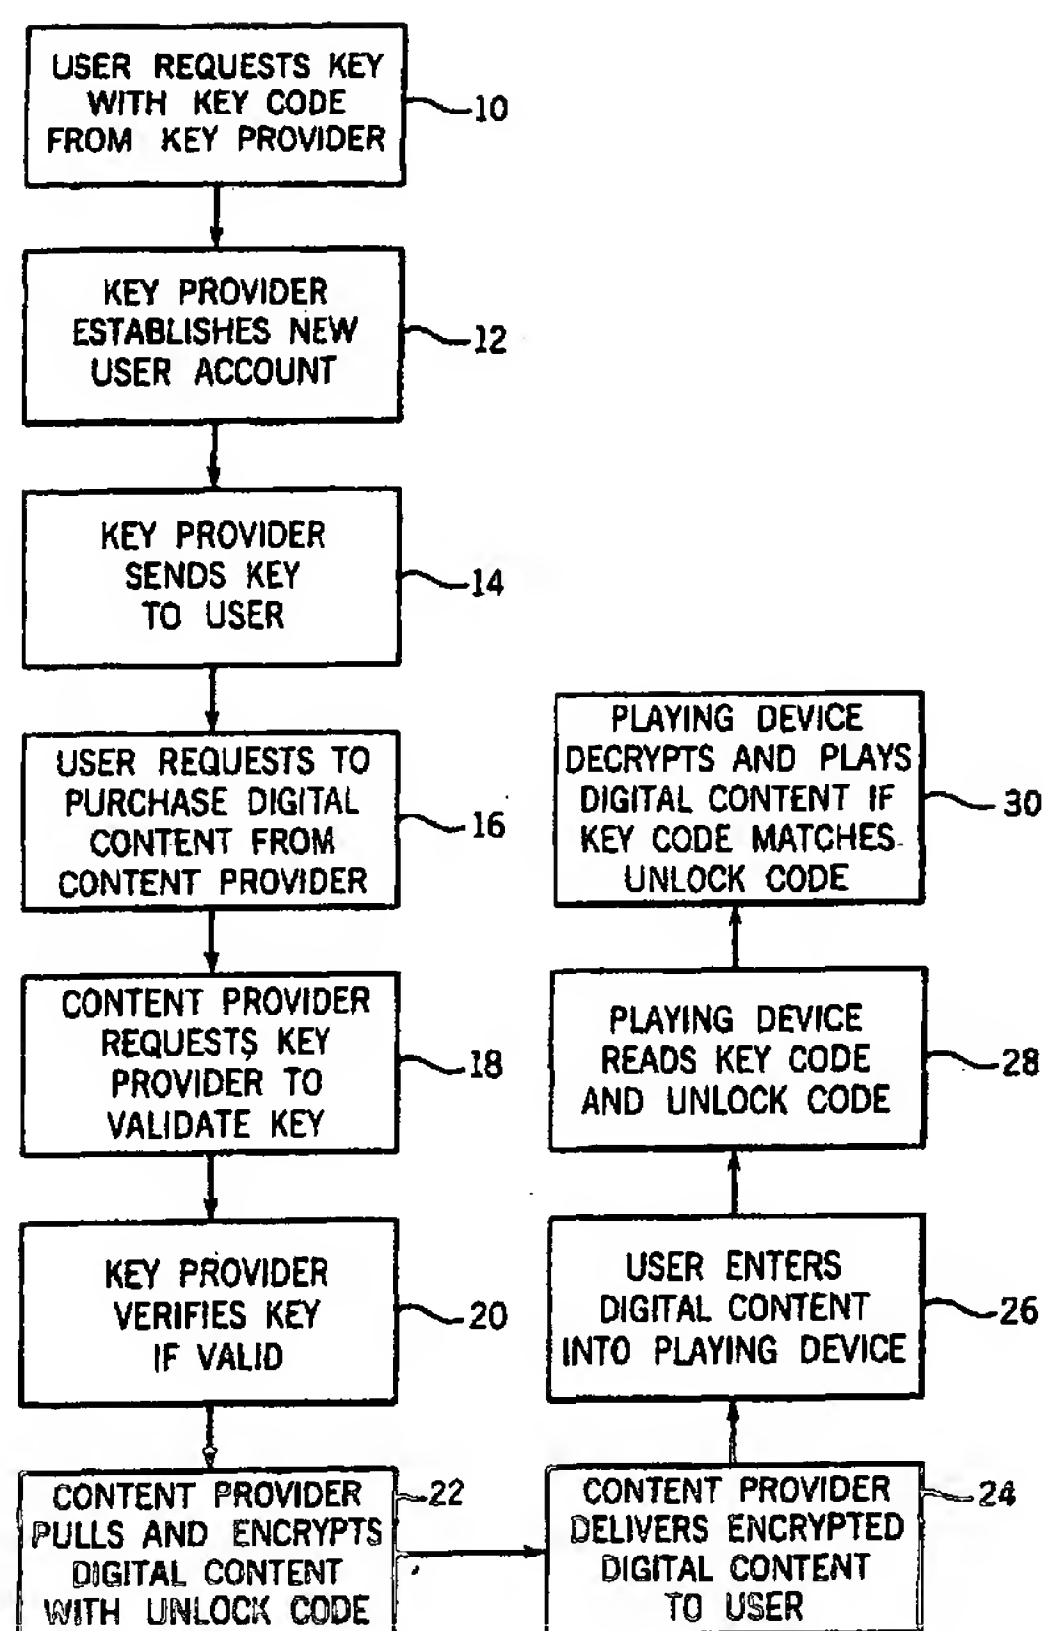 USER REQUESTS KEY
WITH KEY CODE
FROM KEY PROVIDER
10
KEY PROVIDER
ESTABLISHES NEW
USER ACCOUNT
12
KEY PROVIDER
SENDS KEY
TO USER
14
USER REQUESTS TO
PURCHASE DIGITAL
CONTENT FROM
CONTENT PROVIDER
16
CONTENT PROVIDER
REQUESTS KEY
PROVIDER TO
VALIDATE KEY
18
KEY PROVIDER
VERIFIES KEY
IF VALID
20
CONTENT PROVIDER
PULLS AND ENCRYPTS
DIGITAL CONTENT
WITH UNLOCK CODE
22
CONTENT PROVIDER
DELIVERS ENCRYPTED
DIGITAL CONTENT
TO USER
24
USER ENTERS
DIGITAL CONTENT
INTO PLAYING DEVICE
26
PLAYING DEVICE
READS KEY CODE
AND UNLOCK CODE
28
PLAYING DEVICE
DECRYPTS AND PLAYS
DIGITAL CONTENT IF
KEY CODE MATCHES
UNLOCK CODE
30